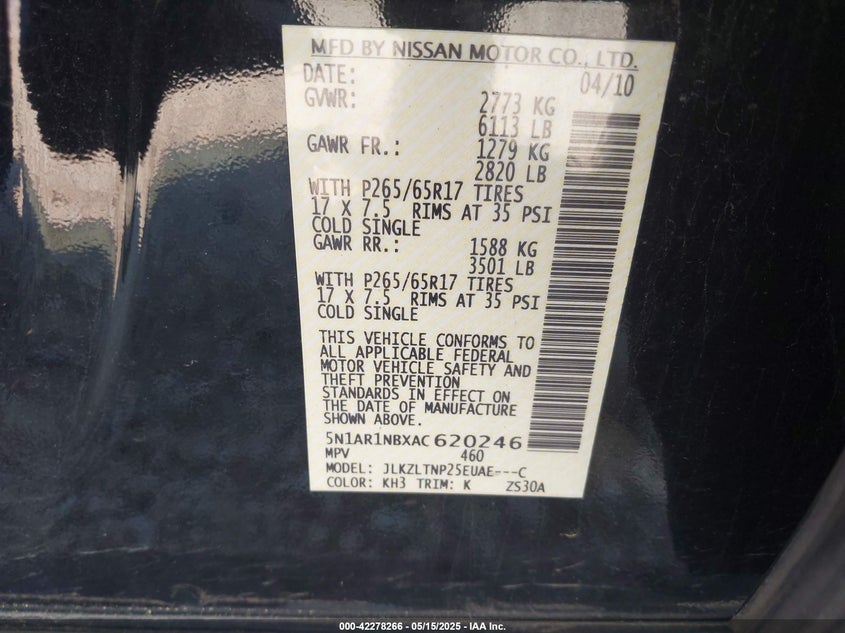 MFD BY NISSAN MOTOR CO., LTD.
DATE: 04/10
GVWR: 2773 KG
6113 LB
GAWR FR.: 1279 KG
2820 LB
WITH P265/65R17 TIRES
17 X 7.5 RIMS AT 35 PSI
COLD SINGLE
GAWR RR.: 1588 KG
3501 LB
WITH P265/65R17 TIRES
17 X 7.5 RIMS AT 35 PSI
COLD SINGLE
THIS VEHICLE CONFORMS TO
ALL APPLICABLE FEDERAL
MOTOR VEHICLE SAFETY AND
THEFT PREVENTION
STANDARDS IN EFFECT ON
THE DATE OF MANUFACTURE
SHOWN ABOVE.
5N1AR1NBXAC620246
MPV 460
MODEL: JLKZLTNP25EUAE---C
COLOR: KH3 TRIM: K ZS30A
000-42278266 - 05/15/2025 - IAA Inc.